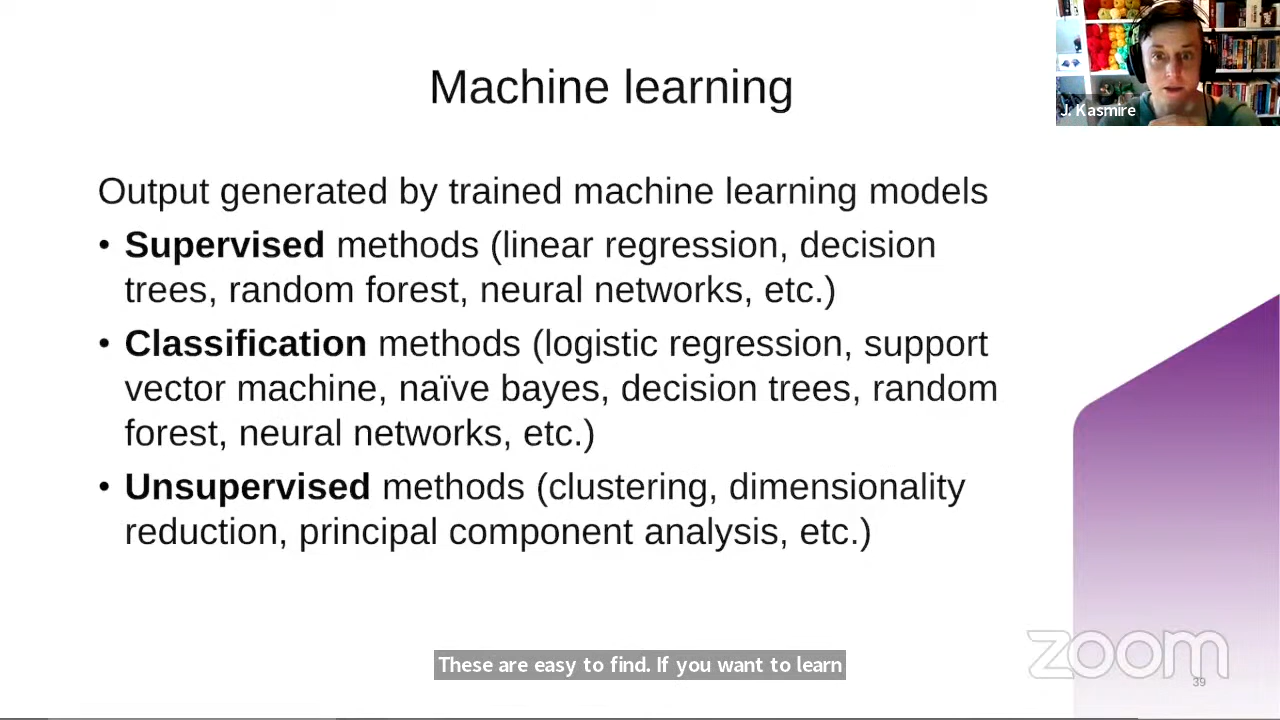 Machine learning
J. Kasmire
Output generated by trained machine learning models
• Supervised methods (linear regression, decision
trees, random forest, neural networks, etc.)
• Classification methods (logistic regression, support
vector machine, naïve bayes, decision trees, random
forest, neural networks, etc.)
• Unsupervised methods (clustering, dimensionality
reduction, principal component analysis, etc.)
These are easy to find. If you want to learn
zoom
39